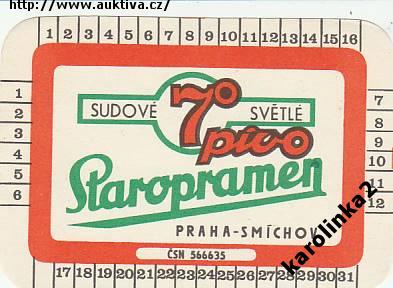 http://www.auktiva.cz/
1 2 3 4 5 6 7 8 9 10 11 12 13 14 15 16
1
2
3
4
5
6
7
8
9
10
11
12
SUDOVÉ 7° SVĚTLÉ
pivo
Staropramen
PRAHA-SMÍCHOV
ČSN 566635
17 18 19 20 21 22 23 24 25 26 27 28 29 30 31
karolinka2